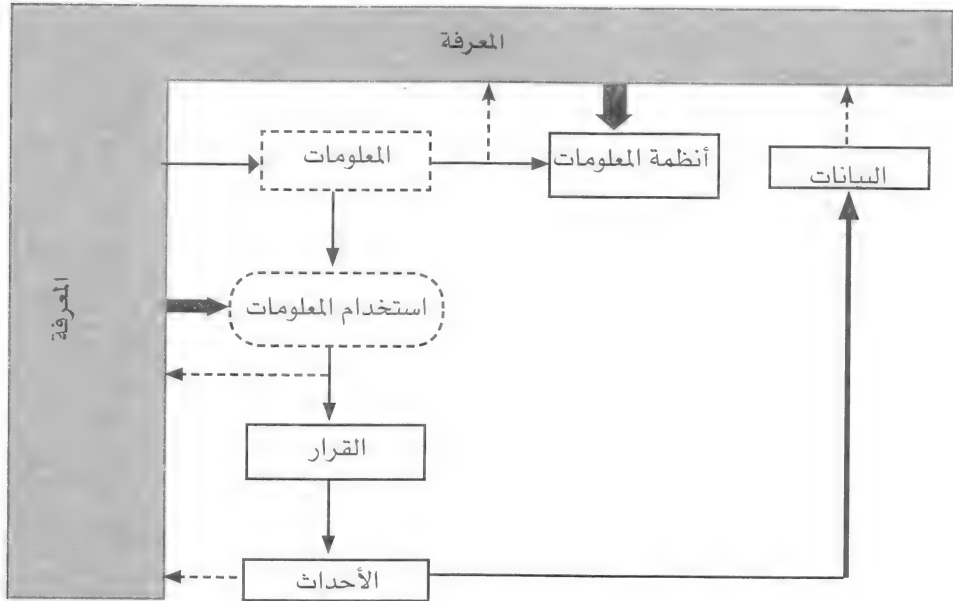 المعرفة
أنظمة المعلومات
المعلومات
البيانات
المعرفة
استخدام المعلومات
القرار
الأحداث